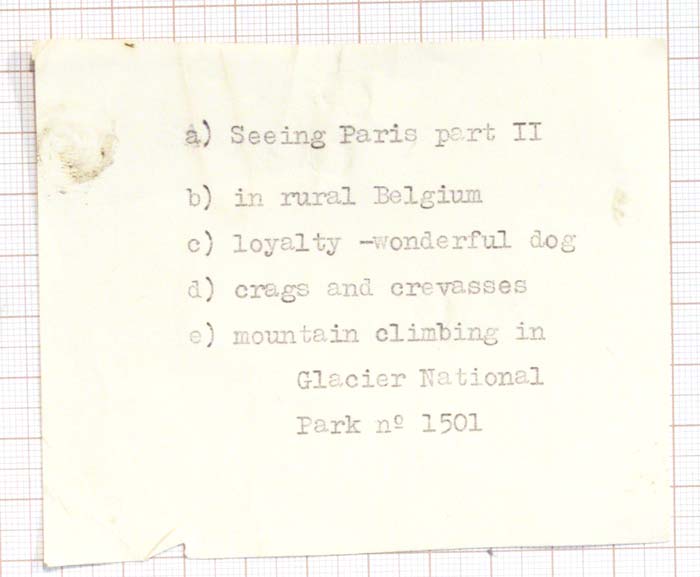 a) Seeing Paris part II
b) in rural Belgium
c) loyalty -wonderful dog
d) crags and crevasses
e) mountain climbing in
Glacier National
Park nº 1501